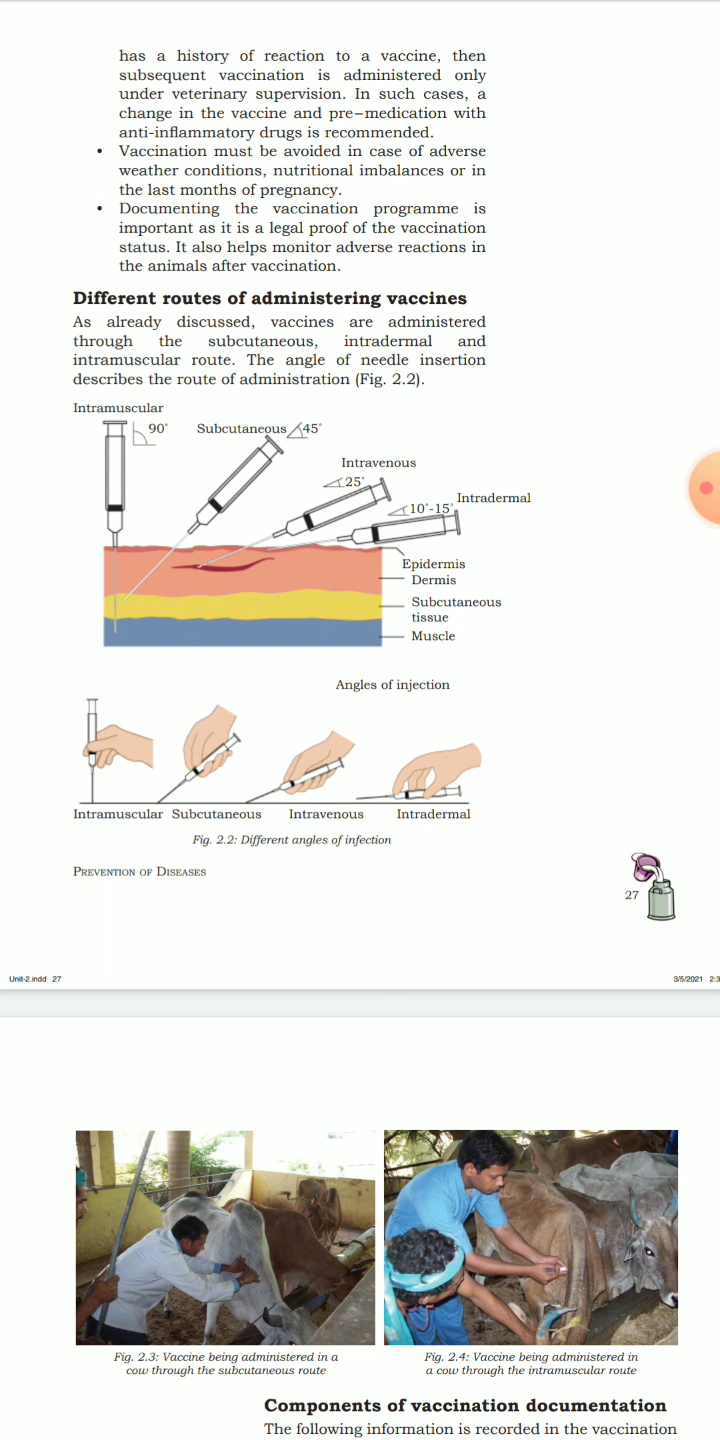 has a history of reaction to a vaccine, then
subsequent vaccination is administered only
under veterinary supervision. In such cases, a
change in the vaccine and pre–medication with
anti-inflammatory drugs is recommended.
• Vaccination must be avoided in case of adverse
weather conditions, nutritional imbalances or in
the last months of pregnancy.
• Documenting the vaccination programme is
important as it is a legal proof of the vaccination
status. It also helps monitor adverse reactions in
the animals after vaccination.
Different routes of administering vaccines
As already discussed, vaccines are administered
through the subcutaneous, intradermal and
intramuscular route. The angle of needle insertion
describes the route of administration (Fig. 2.2).
Intramuscular
90°
Subcutaneous 45°
Intravenous
25°
Intradermal
10°-15°
Epidermis
Dermis
Subcutaneous
tissue
Muscle
Angles of injection
Intramuscular Subcutaneous Intravenous Intradermal
Fig. 2.2: Different angles of infection
PREVENTION OF DISEASES
27
Unit-2.indd 27
3/5/2021 2:3
Fig. 2.3: Vaccine being administered in a
cow through the subcutaneous route
Fig. 2.4: Vaccine being administered in
a cow through the intramuscular route
Components of vaccination documentation
The following information is recorded in the vaccination